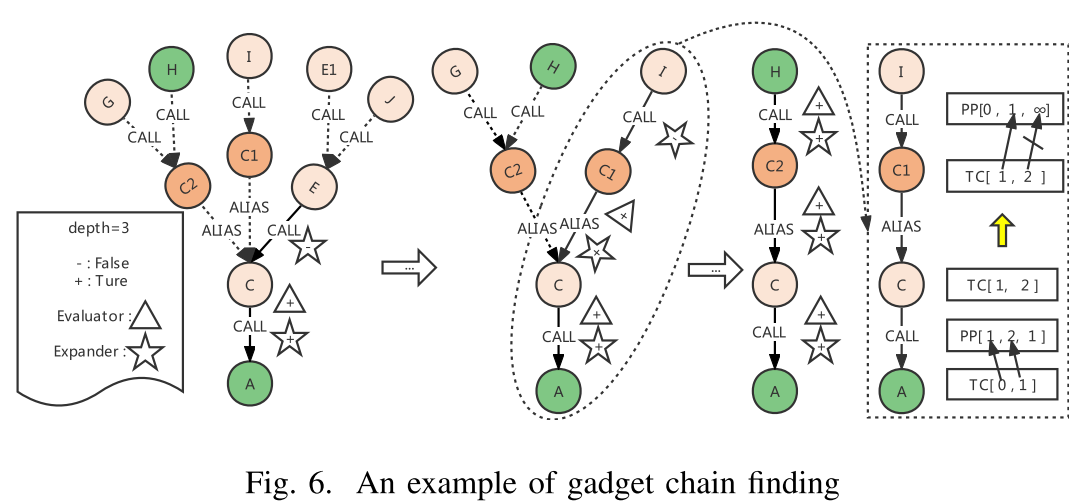 depth=3
- : False
+ : Ture
Evaluator :
Expander :
G
H
I
E1
J
CALL
CALL
CALL
CALL
CALL
C2
C1
E
ALIAS
ALIAS
CALL
-
C
+
CALL
+
A
...
G
H
I
CALL
CALL
CALL
-
C2
C1
ALIAS
ALIAS
+
+
C
+
CALL
+
A
...
H
+
CALL
+
C2
+
ALIAS
+
C
+
CALL
+
A
I
CALL
C1
ALIAS
C
CALL
A
PP[0 , 1, ∞]
TC[ 1, 2 ]
TC[ 1, 2 ]
PP[ 1, 2, 1 ]
TC[ 0, 1 ]
Fig. 6. An example of gadget chain finding